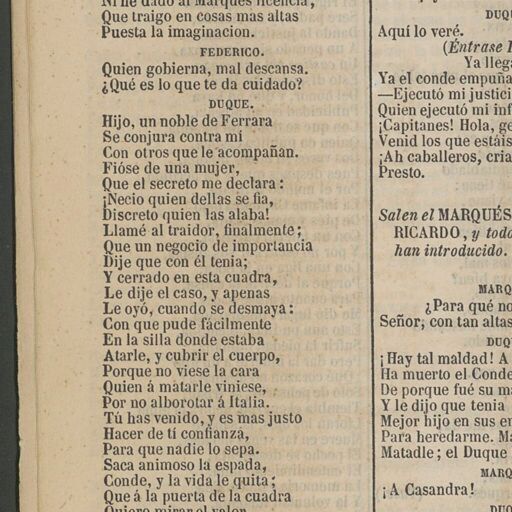 Ni he dado al Marqués licencia,
Que traigo en cosas mas altas
Puesta la imaginacion.
FEDERICO.
Quien gobierna, mal descansa.
¿Qué es lo que te da cuidado?
DUQUE.
Hijo, un noble de Ferrara
Se conjura contra mí
Con otros que le acompañan.
Fióse de una mujer,
Que el secreto me declara:
¡Necio quien dellas se fia,
Discreto quien las alaba!
Llamé al traidor, finalmente;
Que un negocio de importancia
Dije que con él tenia;
Y cerrado en esta cuadra,
Le dije el caso, y apenas
Le oyó, cuando se desmaya:
Con que pude fácilmente
En la silla donde estaba
Atarle, y cubrir el cuerpo,
Porque no viese la cara
Quien á matarle viniese,
Por no alborotar á Italia.
Tú has venido, y es mas justo
Hacer de tí confianza,
Para que nadie lo sepa.
Saca animoso la espada,
Conde, y la vida le quita;
Que á la puerta de la cuadra
Quiero mirar el valor
DUQU
Aquí lo veré.
(Éntrase
Ya llega
Ya el conde empuña
—Ejecutó mi justici
Quien ejecutó mi inf
¡Capitanes! Hola, ge
Venid los que estáis
¡Ah caballeros, cria
Presto.
Salen el MARQUÉS
RICARDO, y todo
han introducido.
MARQ
¿Para qué no
Señor, con tan altas
DUQU
¡Hay tal maldad! A
Ha muerto el Conde
De porque fué su ma
Y le dijo que tenia
Mejor hijo en sus en
Para heredarme. Ma
Matadle; el Duque
MARQ
¡A Casandra!
DUQ